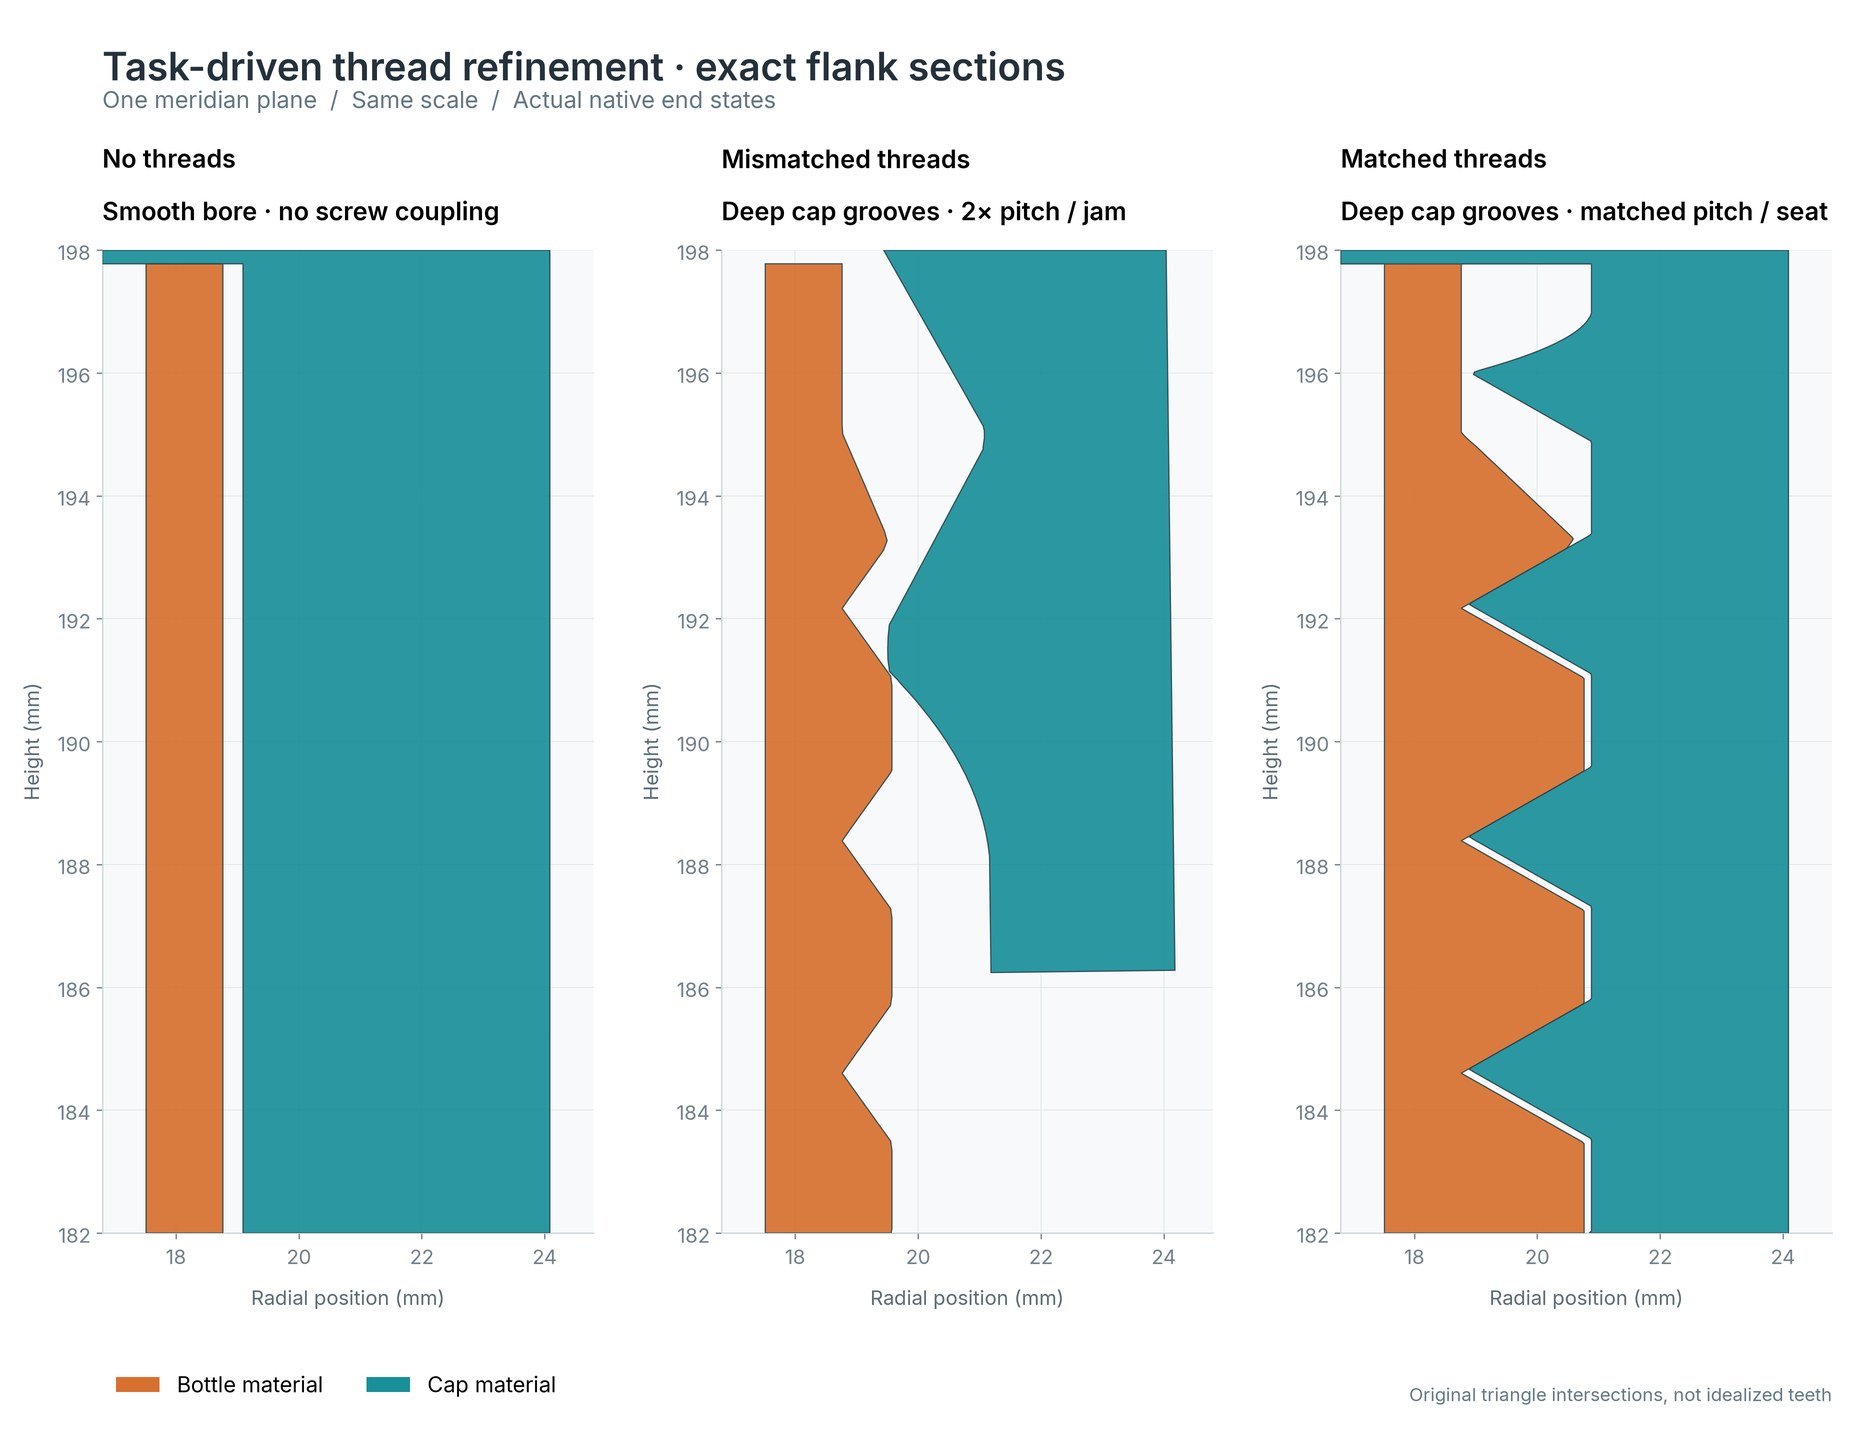 Task-driven thread refinement · exact flank sections
One meridian plane / Same scale / Actual native end states
No threads
Smooth bore · no screw coupling
198
196
194
192
190
188
186
184
182
Height (mm)
18 20 22 24
Radial position (mm)
Mismatched threads
Deep cap grooves · 2× pitch / jam
198
196
194
192
190
188
186
184
182
Height (mm)
18 20 22 24
Radial position (mm)
Matched threads
Deep cap grooves · matched pitch / seat
198
196
194
192
190
188
186
184
182
Height (mm)
18 20 22 24
Radial position (mm)
Bottle material
Cap material
Original triangle intersections, not idealized teeth